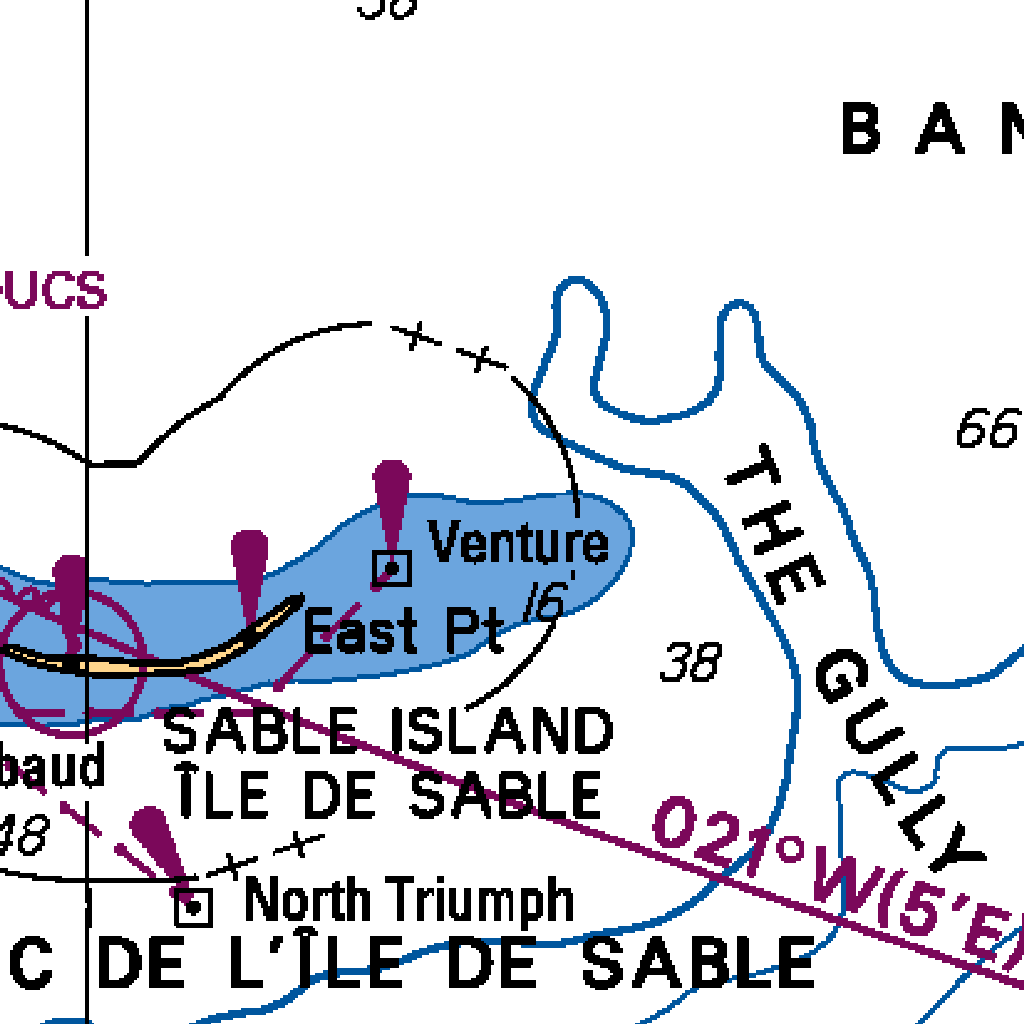 BAN
-UCS
66
THE GULLY
Venture
16
East Pt
38
SABLE ISLAND
ÎLE DE SABLE
baud
48
021°W(5'E)
North Triumph
C DE L'ÎLE DE SABLE